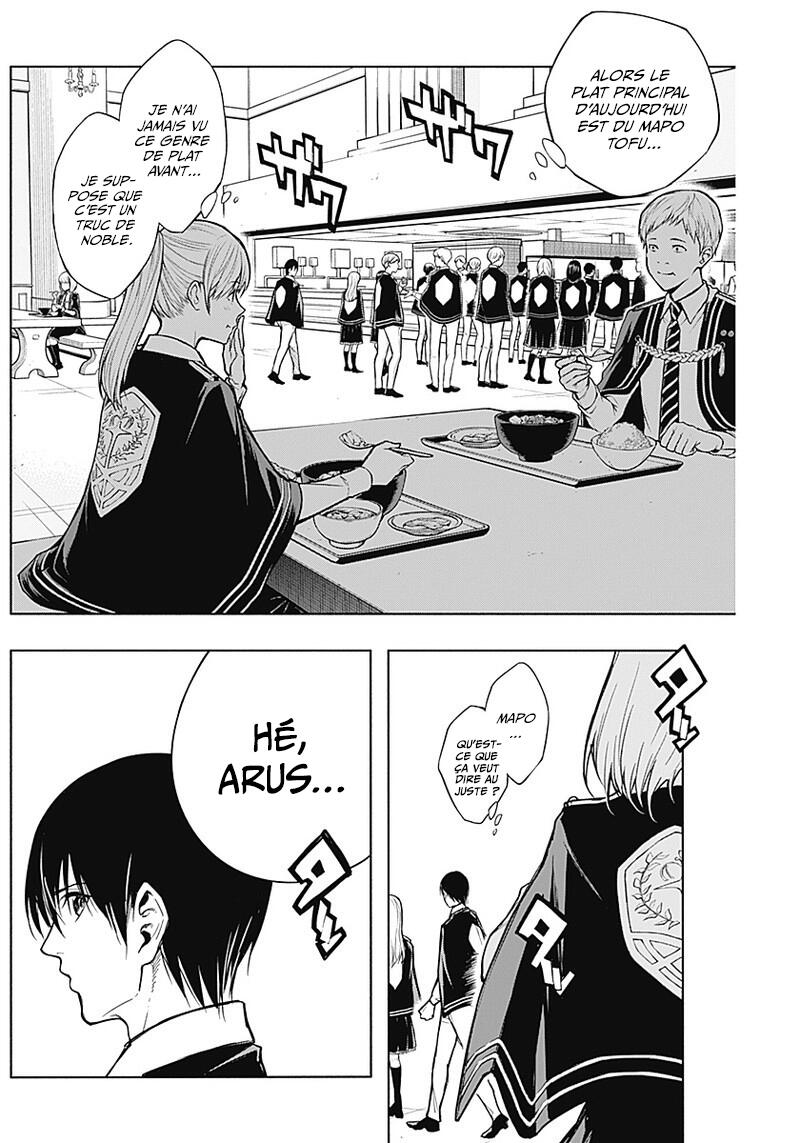 ALORS LE
PLAT PRINCIPAL
D'AUJOURD'HUI
EST DU MAPO
TOFU...
ザワ
ザワ
JE N'AI
JAMAIS VU
CE GENRE
DE PLAT
AVANT...
JE SUP-
POSE QUE
C'EST UN
TRUC DE
NOBLE.
タッ
MAPO
...
QU'EST-
CE QUE
ÇA VEUT
DIRE AU
JUSTE ?
タッ
HÉ,
ARUS...
タッ